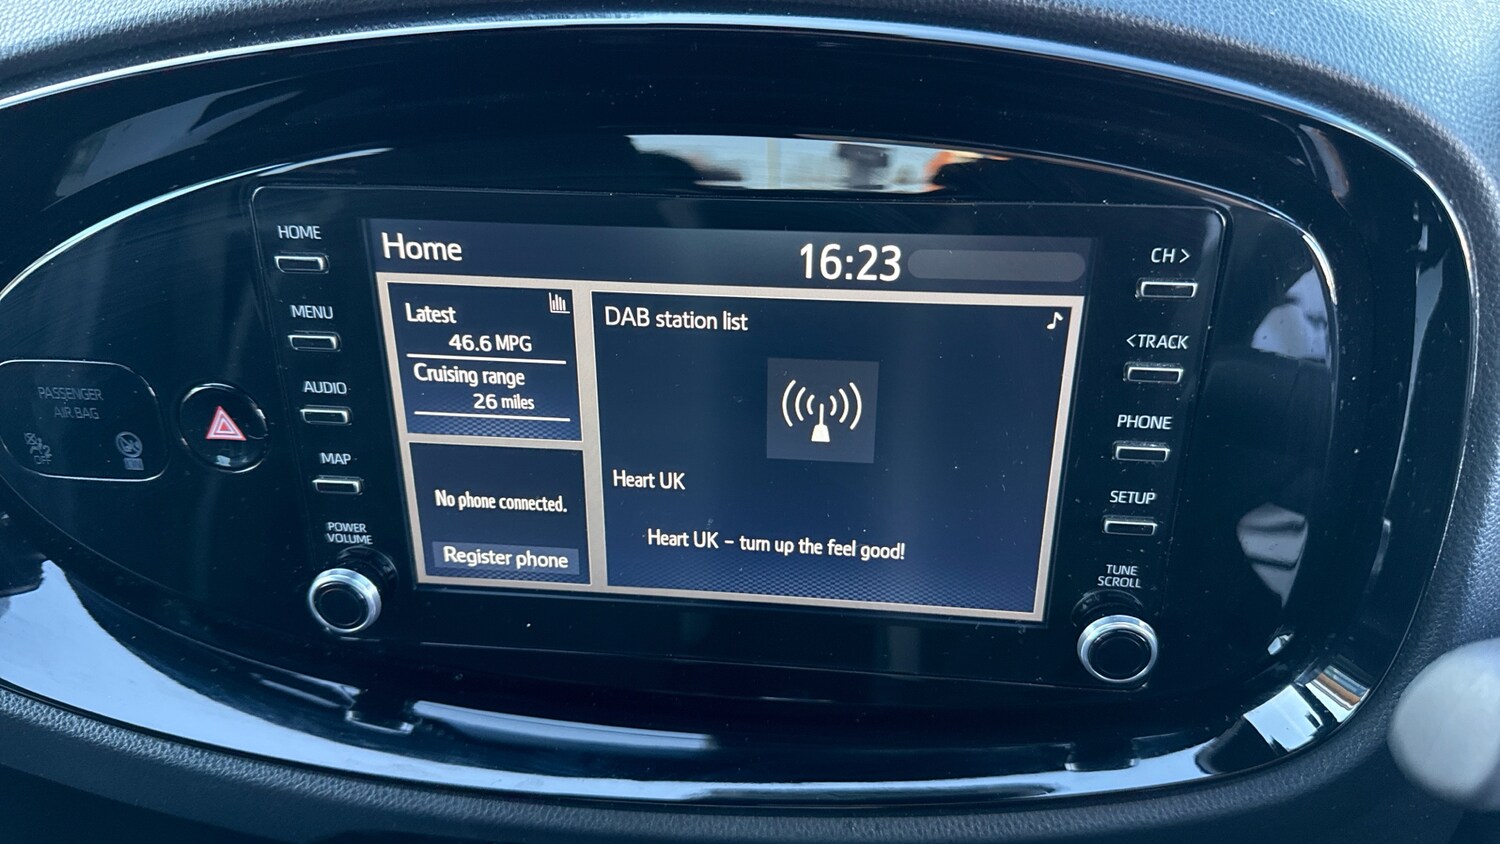 HOME
MENU
AUDIO
MAP
POWER
VOLUME
PASSENGER
AIR BAG
OFF
Home
16:23
Latest
46.6 MPG
Cruising range
26 miles
No phone connected.
Register phone
DAB station list
Heart UK
Heart UK – turn up the feel good!
CH >
<TRACK
PHONE
SETUP
TUNE
SCROLL